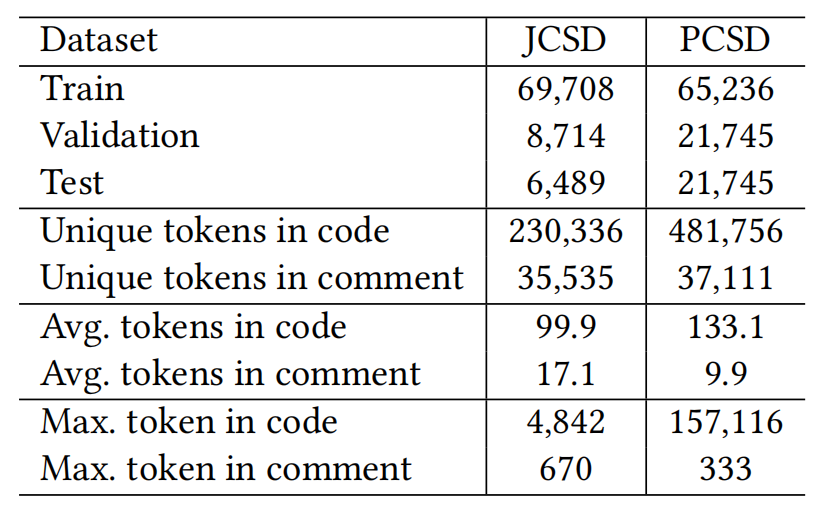 Dataset JCSD PCSD
Train 69,708 65,236
Validation 8,714 21,745
Test 6,489 21,745
Unique tokens in code 230,336 481,756
Unique tokens in comment 35,535 37,111
Avg. tokens in code 99.9 133.1
Avg. tokens in comment 17.1 9.9
Max. token in code 4,842 157,116
Max. token in comment 670 333